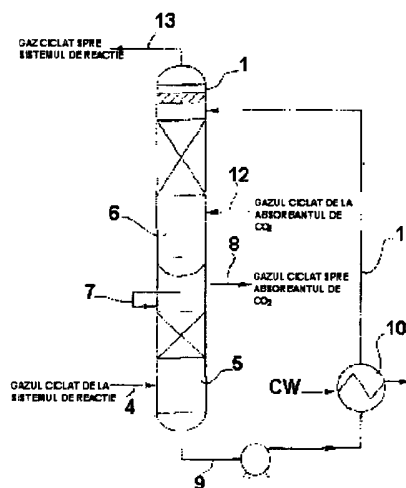 13
GAZ CICLAT SPRE
SISTEMUL DE REACTIE
1
12
GAZUL CICLAT DE LA
ABSORBANTUL DE
CO₂
6
8
1
GAZUL CICLAT SPRE
ABSORBANTUL DE
CO₂
7
10
GAZUL CICLAT DE LA
SISTEMUL DE REACTIE
4
5
CW
9